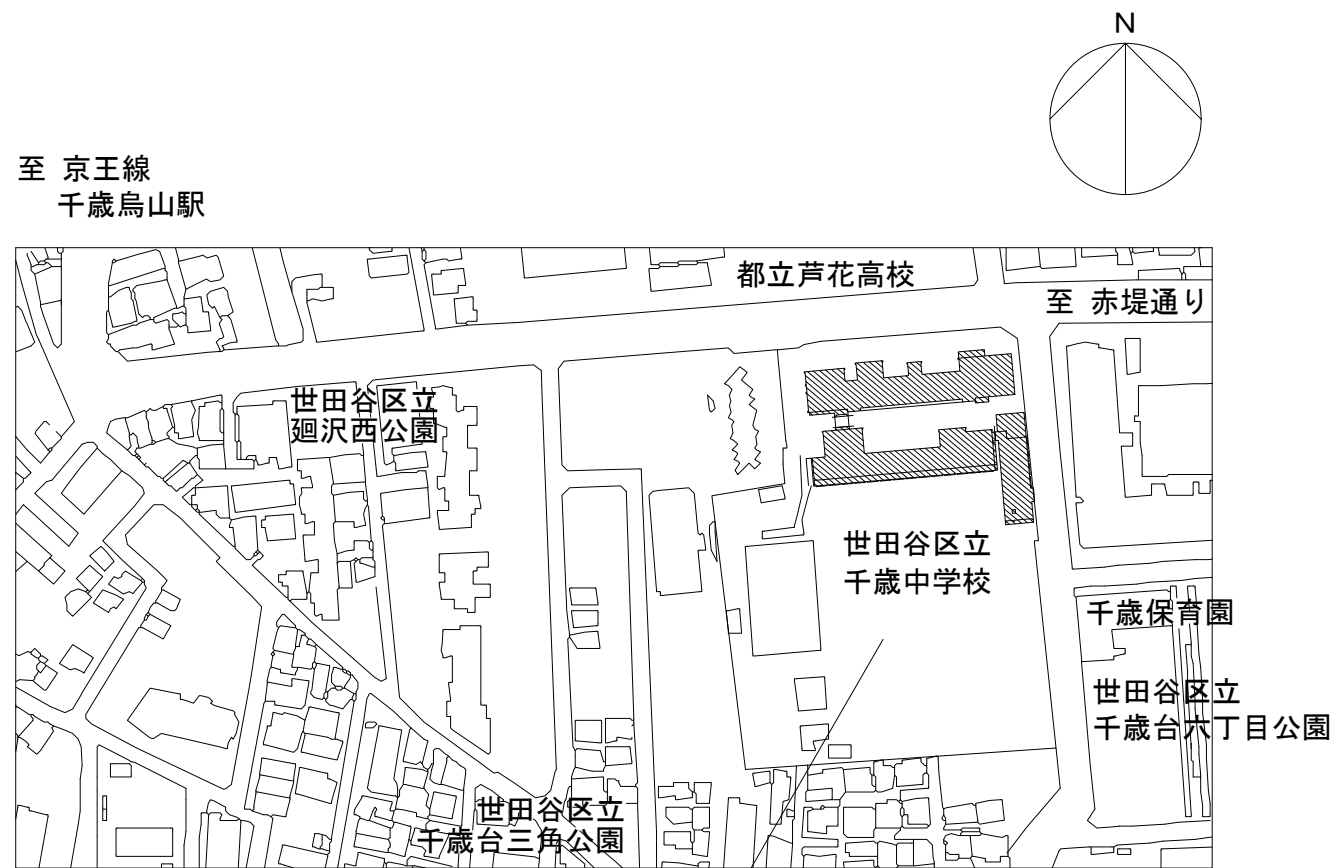 N
至 京王線
千歳烏山駅
都立芦花高校
至 赤堤通り
世田谷区立
廻沢西公園
世田谷区立
千歳中学校
千歳保育園
世田谷区立
千歳台六丁目公園
世田谷区立
千歳台三角公園